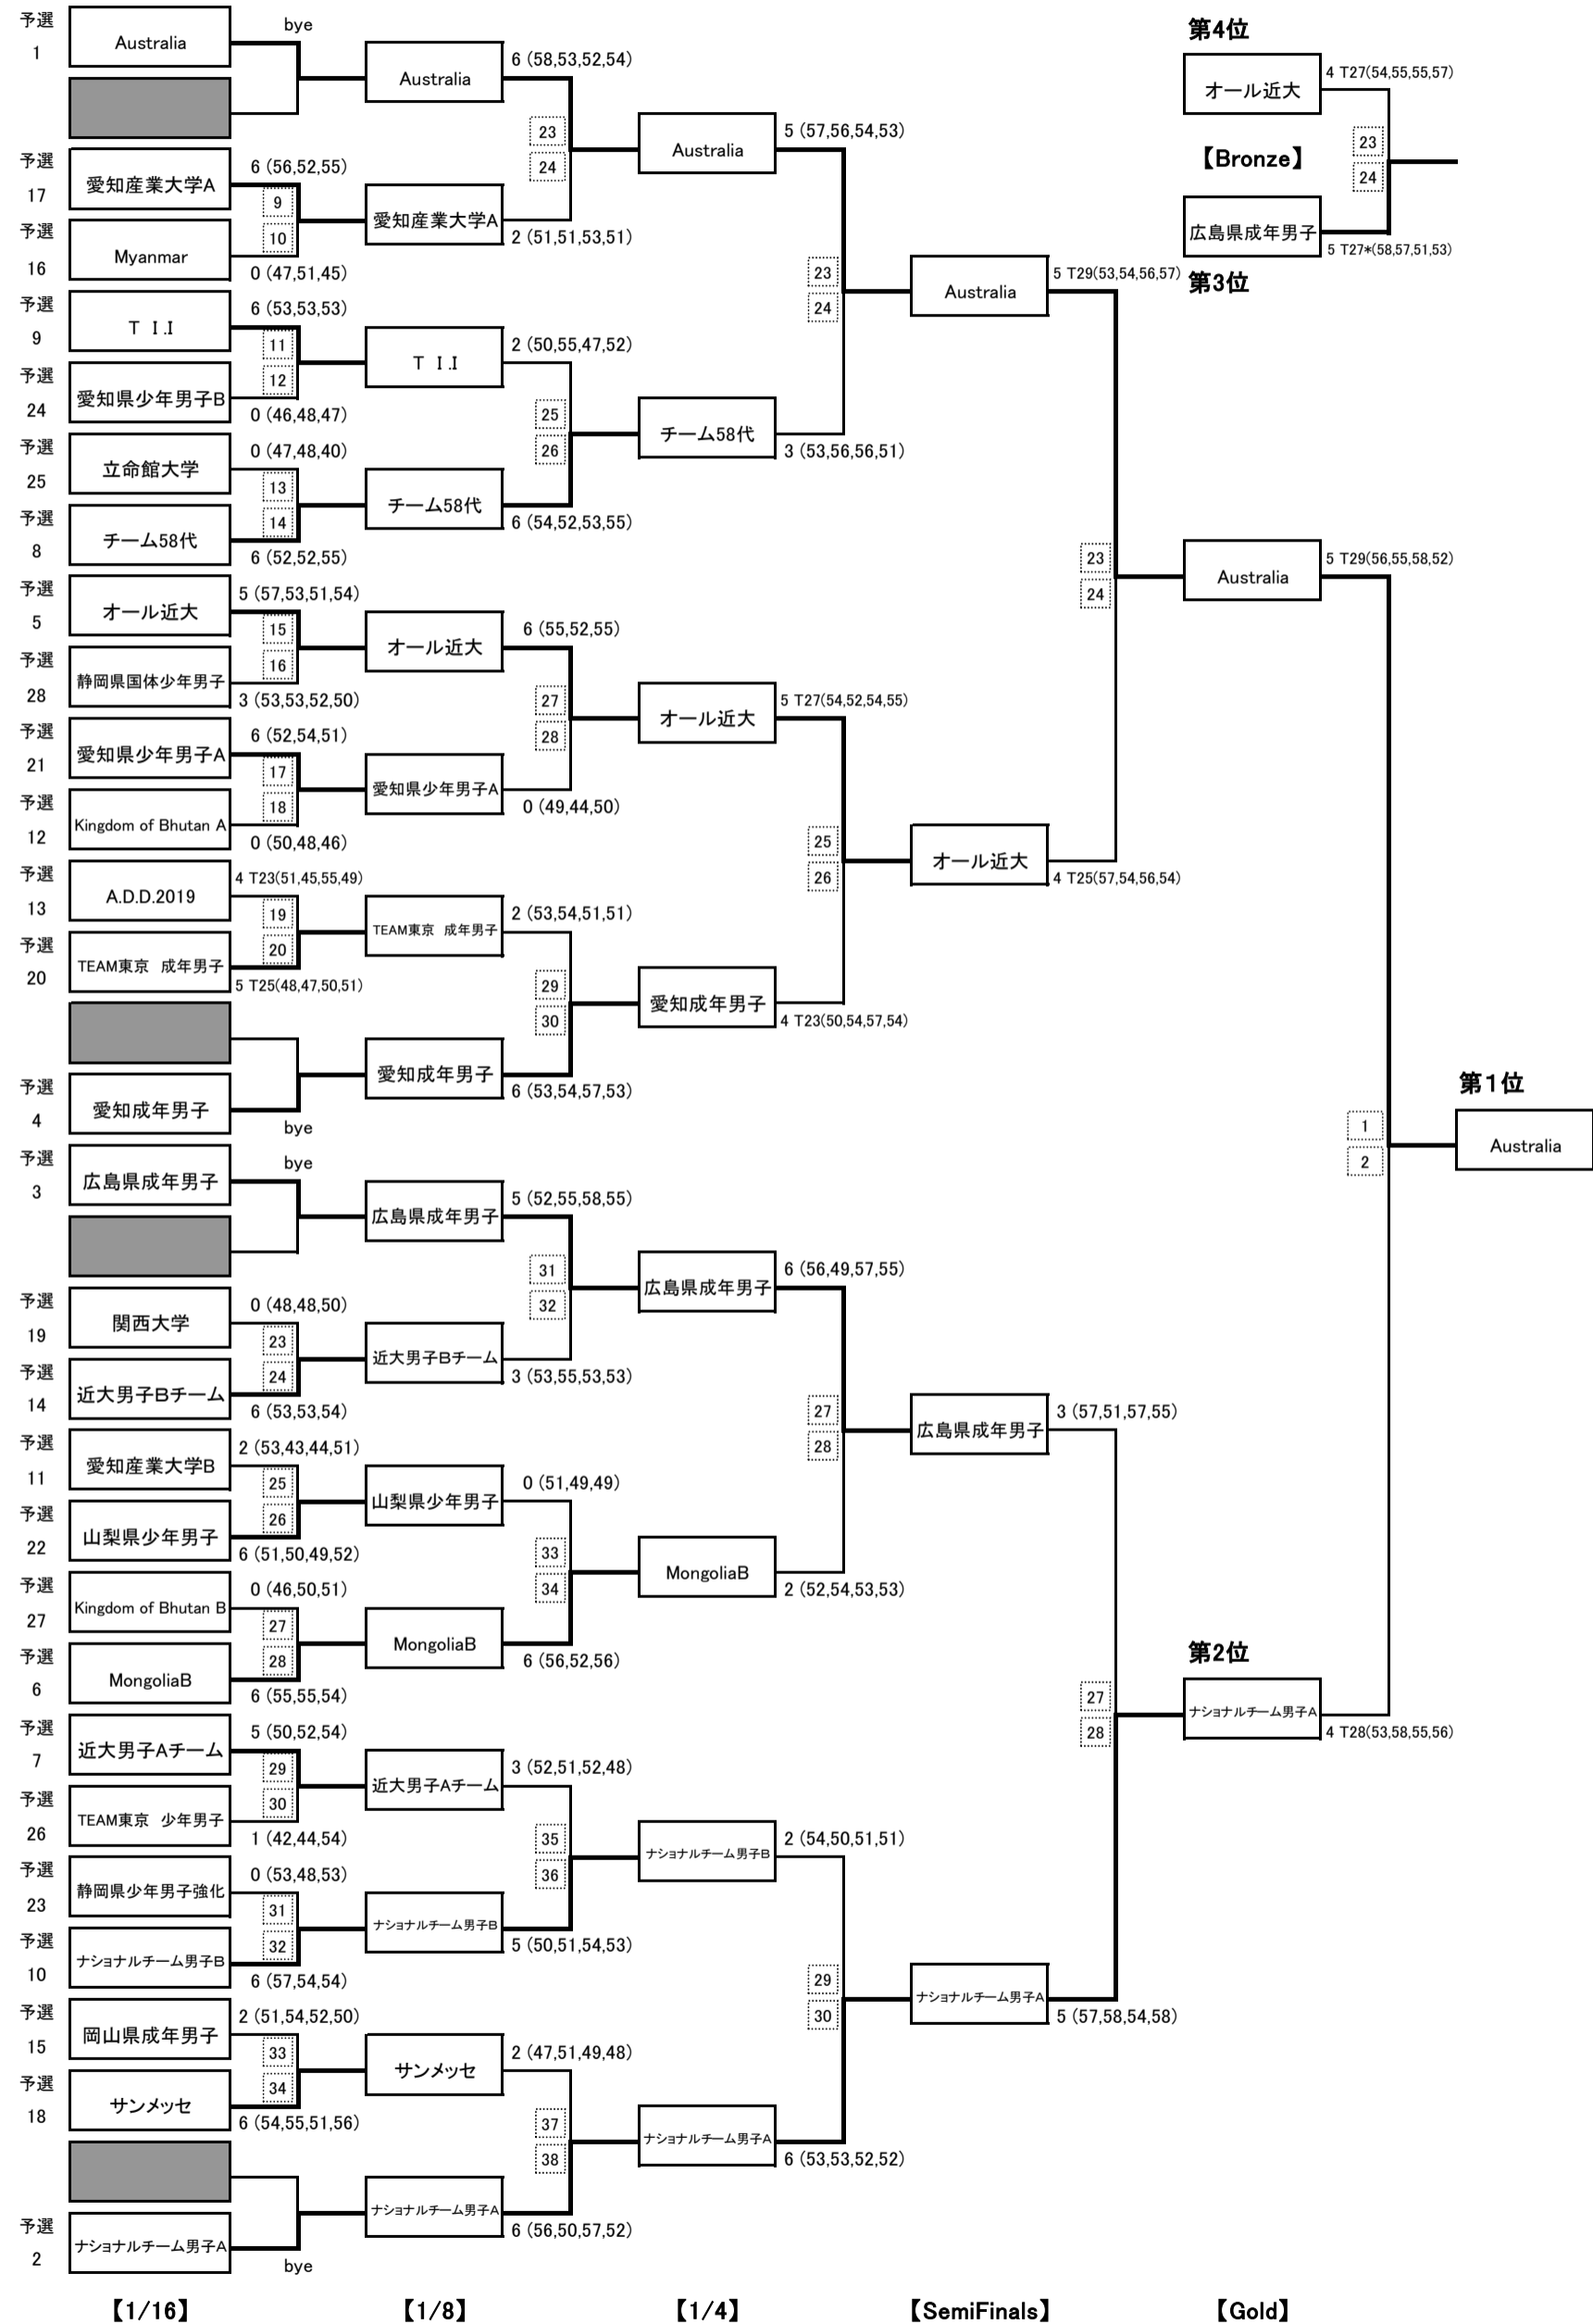 予選
1
Australia
bye
予選
17
愛知産業大学A
6 (56,52,55)
9
10
予選
16
Myanmar
0 (47,51,45)
予選
9
T I.I
6 (53,53,53)
11
12
予選
24
愛知県少年男子B
0 (46,48,47)
予選
25
立命館大学
0 (47,48,40)
13
14
予選
8
チーム58代
6 (52,52,55)
予選
5
オール近大
5 (57,53,51,54)
15
16
予選
28
静岡県国体少年男子
3 (53,53,52,50)
予選
21
愛知県少年男子A
6 (52,54,51)
17
18
予選
12
Kingdom of Bhutan A
0 (50,48,46)
予選
13
A.D.D.2019
4 T23(51,45,55,49)
19
20
予選
20
TEAM東京 成年男子
5 T25(48,47,50,51)
予選
4
愛知成年男子
bye
予選
3
広島県成年男子
bye
予選
19
関西大学
0 (48,48,50)
23
24
予選
14
近大男子Bチーム
6 (53,53,54)
予選
11
愛知産業大学B
2 (53,43,44,51)
25
26
予選
22
山梨県少年男子
6 (51,50,49,52)
予選
27
Kingdom of Bhutan B
0 (46,50,51)
27
28
予選
6
MongoliaB
6 (55,55,54)
予選
7
近大男子Aチーム
5 (50,52,54)
29
30
予選
26
TEAM東京 少年男子
1 (42,44,54)
予選
23
静岡県少年男子強化
0 (53,48,53)
31
32
予選
10
ナショナルチーム男子B
6 (57,54,54)
予選
15
岡山県成年男子
2 (51,54,52,50)
33
34
予選
18
サンメッセ
6 (54,55,51,56)
予選
2
ナショナルチーム男子A
bye
【1/16】
Australia
6 (58,53,52,54)
23
24
愛知産業大学A
2 (51,51,53,51)
T I.I
2 (50,55,47,52)
25
26
チーム58代
6 (54,52,53,55)
オール近大
6 (55,52,55)
27
28
愛知県少年男子A
0 (49,44,50)
TEAM東京 成年男子
2 (53,54,51,51)
29
30
愛知成年男子
6 (53,54,57,53)
広島県成年男子
5 (52,55,58,55)
31
32
近大男子Bチーム
3 (53,55,53,53)
山梨県少年男子
0 (51,49,49)
33
34
MongoliaB
6 (56,52,56)
近大男子Aチーム
3 (52,51,52,48)
35
36
ナショナルチーム男子B
5 (50,51,54,53)
サンメッセ
2 (47,51,49,48)
37
38
ナショナルチーム男子A
6 (56,50,57,52)
【1/8】
Australia
5 (57,56,54,53)
23
24
チーム58代
3 (53,56,56,51)
オール近大
5 T27(54,52,54,55)
25
26
愛知成年男子
4 T23(50,54,57,54)
広島県成年男子
6 (56,49,57,55)
27
28
MongoliaB
2 (52,54,53,53)
ナショナルチーム男子B
2 (54,50,51,51)
29
30
ナショナルチーム男子A
6 (53,53,52,52)
【1/4】
Australia
5 T29(53,54,56,57)
23
24
オール近大
4 T25(57,54,56,54)
広島県成年男子
3 (57,51,57,55)
27
28
ナショナルチーム男子A
5 (57,58,54,58)
【SemiFinals】
第4位
オール近大
4 T27(54,55,55,57)
【Bronze】
23
24
広島県成年男子
5 T27*(58,57,51,53)
第3位
Australia
5 T29(56,55,58,52)
1
2
第2位
ナショナルチーム男子A
4 T28(53,58,55,56)
【Gold】
第1位
Australia